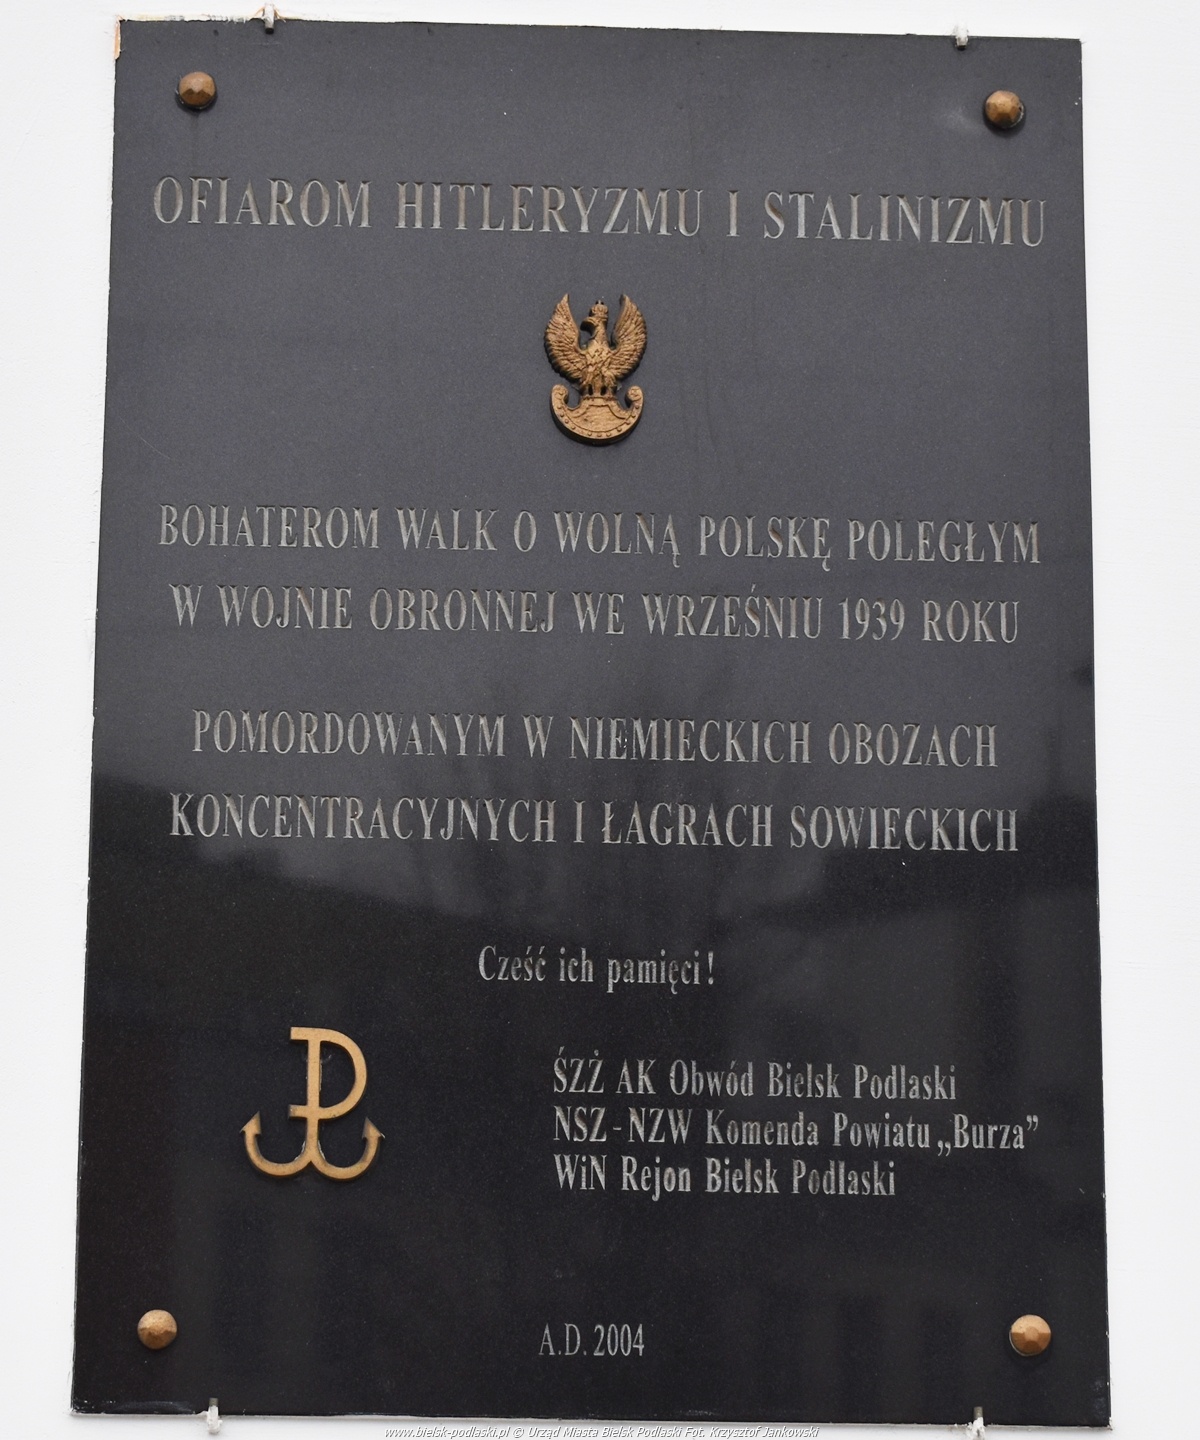 OFIAROM HITLERYZMU I STALINIZMU
BOHATEROM WALK O WOLNĄ POLSKĘ POLEGŁYM
W WOJNIE OBRONNEJ WE WRZEŚNIU 1939 ROKU
POMORDOWANYM W NIEMIECKICH OBOZACH
KONCENTRACYJNYCH I ŁAGRACH SOWIECKICH
Cześć ich pamięci!
ŚZŻ AK Obwód Bielsk Podlaski
NSZ-NZW Komenda Powiatu „Burza”
WiN Rejon Bielsk Podlaski
A.D. 2004
www.bielsk-podlaski.pl © Urząd Miasta Bielsk Podlaski Fot. Krzysztof Jankowski